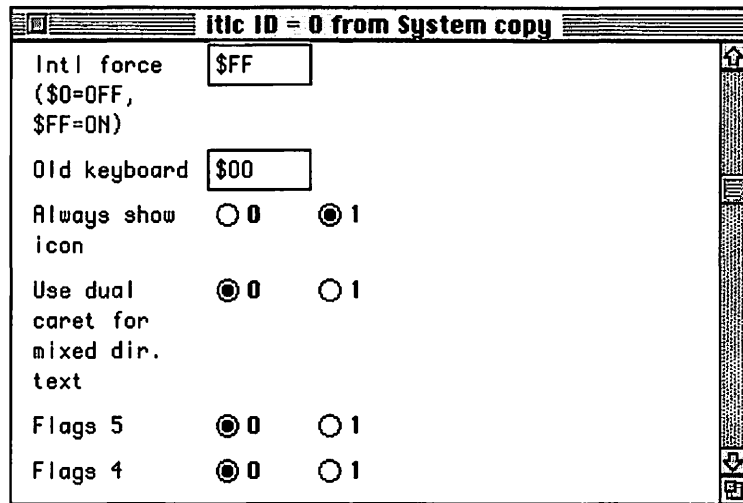 itlc ID = 0 from System copy
Intl force $FF
($0=OFF,
$FF=ON)
Old keyboard $00
Always show 0 1
icon
Use dual 0 1
caret for
mixed dir.
text
Flags 5 0 1
Flags 4 0 1